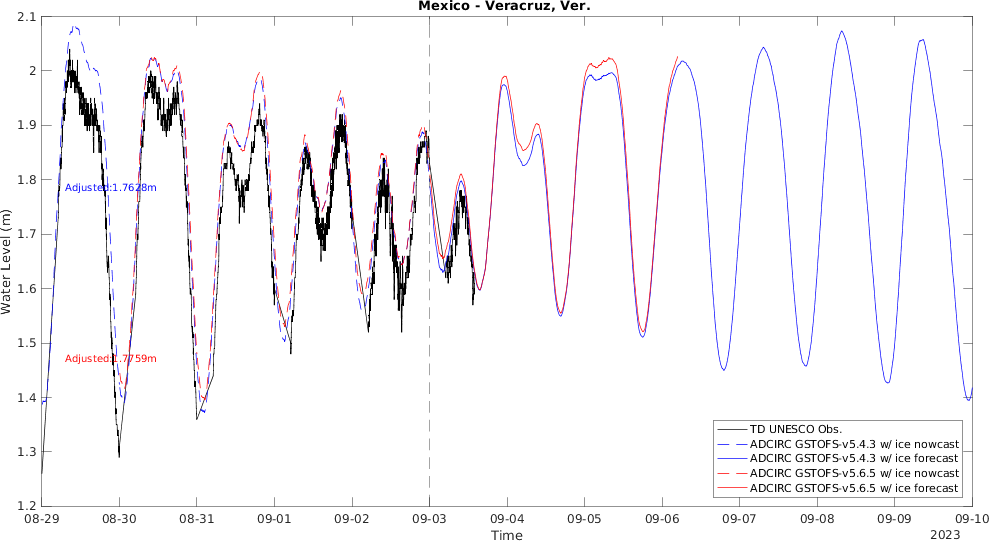 Mexico - Veracruz, Ver.
2.1
2
1.9
1.8
1.7
1.6
1.5
1.4
1.3
1.2
Water Level (m)
Adjusted:1.7628m
Adjusted:1.7759m
TD UNESCO Obs.
ADCIRC GSTOFS-v5.4.3 w/ ice nowcast
ADCIRC GSTOFS-v5.4.3 w/ ice forecast
ADCIRC GSTOFS-v5.6.5 w/ ice nowcast
ADCIRC GSTOFS-v5.6.5 w/ ice forecast
08-29 08-30 08-31 09-01 09-02 09-03 09-04 09-05 09-06 09-07 09-08 09-09 09-10
Time
2023